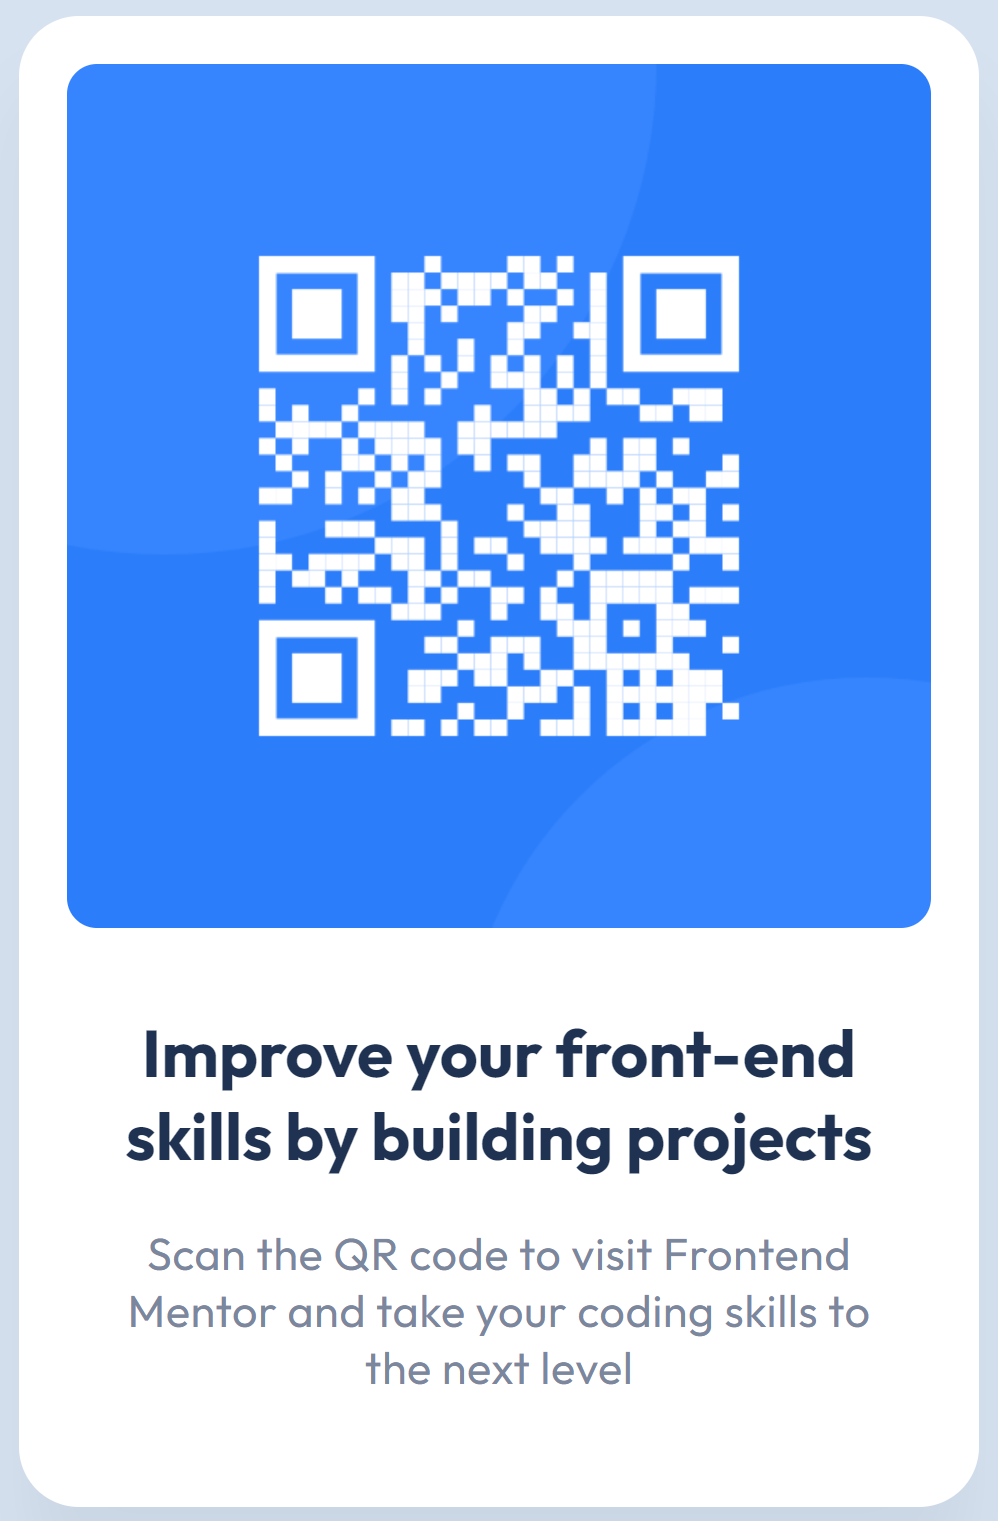 Improve your front-end
skills by building projects
Scan the QR code to visit Frontend
Mentor and take your coding skills to
the next level